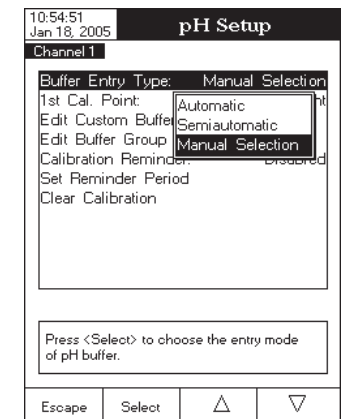 10:54:51
Jan 18, 2005
pH Setup
Channel 1
Buffer Entry Type: Manual Selection
1st Cal. Point:
Automatic
Edit Custom Buffer
Semiautomatic
Edit Buffer Group
Manual Selection
Calibration Reminder:
Set Reminder Period
Clear Calibration
Press <Select> to choose the entry mode
of pH buffer.
Escape Select △ ▽